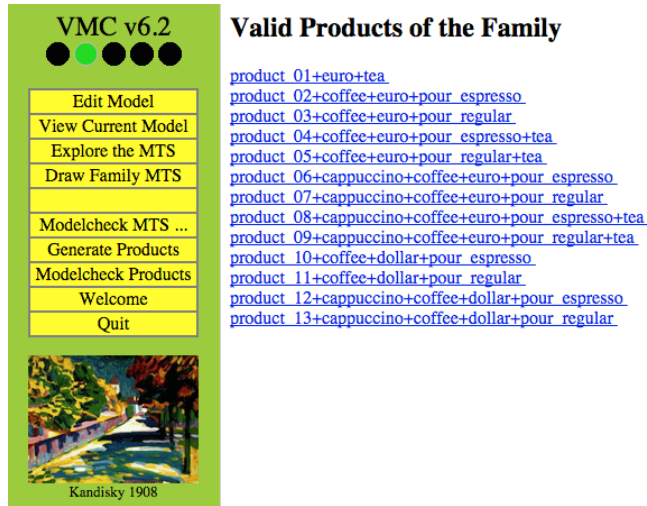 VMC v6.2
Edit Model
View Current Model
Explore the MTS
Draw Family MTS
Modelcheck MTS ...
Generate Products
Modelcheck Products
Welcome
Quit
Kandisky 1908
Valid Products of the Family
product_01+euro+tea
product_02+coffee+euro+pour_espresso
product_03+coffee+euro+pour_regular
product_04+coffee+euro+pour_espresso+tea
product_05+coffee+euro+pour_regular+tea
product_06+cappuccino+coffee+euro+pour_espresso
product_07+cappuccino+coffee+euro+pour_regular
product_08+cappuccino+coffee+euro+pour_espresso+tea
product_09+cappuccino+coffee+euro+pour_regular+tea
product_10+coffee+dollar+pour_espresso
product_11+coffee+dollar+pour_regular
product_12+cappuccino+coffee+dollar+pour_espresso
product_13+cappuccino+coffee+dollar+pour_regular